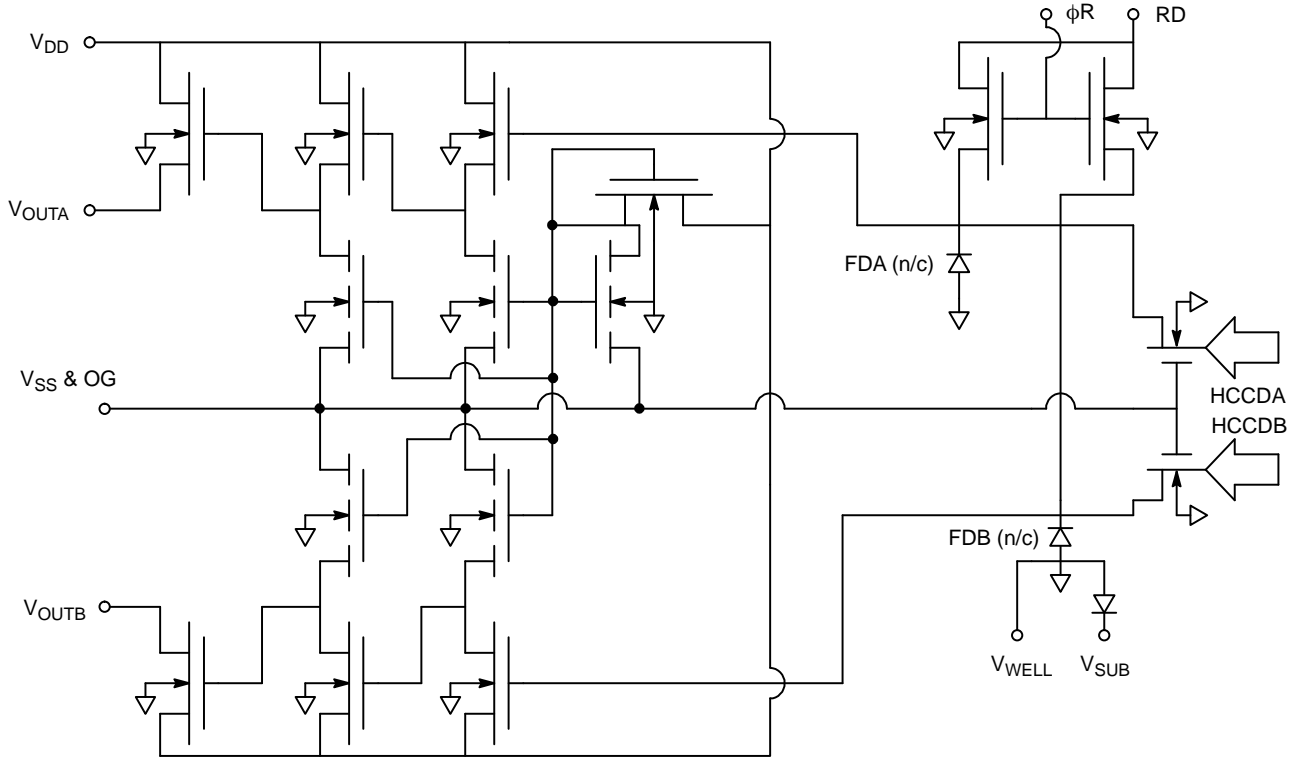 ϕR
RD
VDD
VOUTA
FDA (n/c)
VSS & OG
HCCDA
HCCDB
FDB (n/c)
VOUTB
VWELL
VSUB